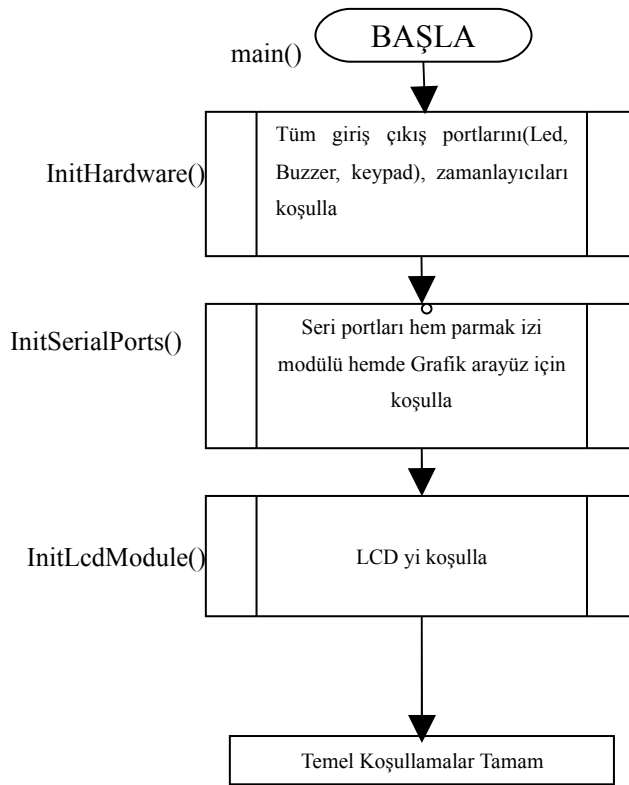 BAŞLA
main()
Tüm giriş çıkış portlarını(Led,
Buzzer, keypad), zamanlayıcıları
koşulla
InitHardware()
Seri portları hem parmak izi
modülü hemde Grafik arayüz için
koşulla
InitSerialPorts()
LCD yi koşulla
InitLcdModule()
Temel Koşullamalar Tamam